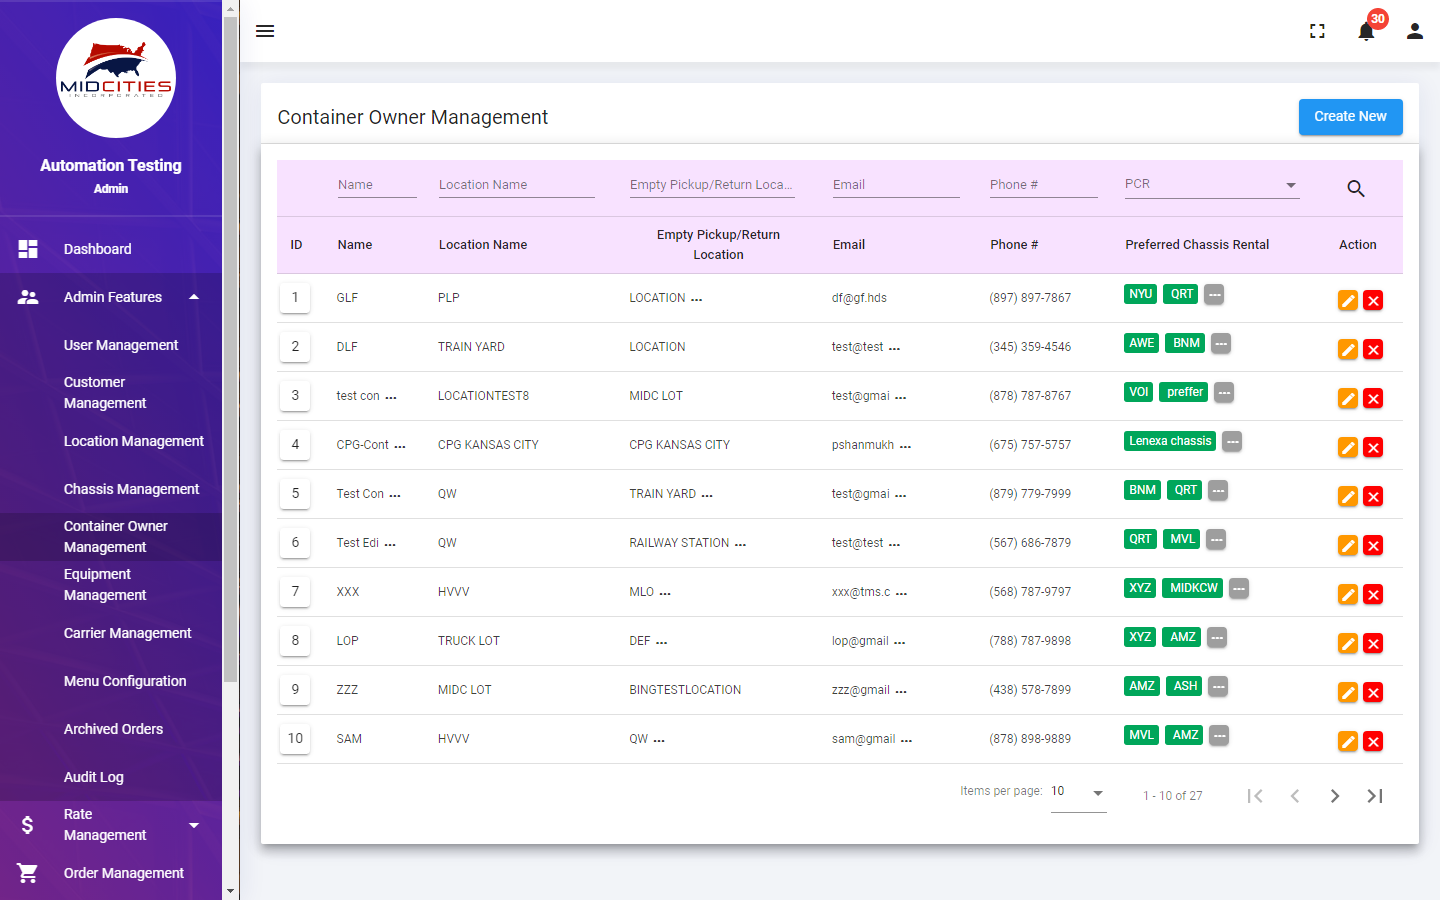 MIDCITIES
INCORPORATED
Automation Testing
Admin
Dashboard
Admin Features
User Management
Customer
Management
Location Management
Chassis Management
Container Owner
Management
Equipment
Management
Carrier Management
Menu Configuration
Archived Orders
Audit Log
Rate
Management
Order Management
30
Container Owner Management
Create New
Name Location Name Empty Pickup/Return Loca... Email Phone # PCR
ID Name Location Name Empty Pickup/Return Location Email Phone # Preferred Chassis Rental Action
1 GLF PLP LOCATION ... df@gf.hds (897) 897-7867 NYU QRT ---
2 DLF TRAIN YARD LOCATION test@test ... (345) 359-4546 AWE BNM ---
3 test con ... LOCATIONTEST8 MIDC LOT test@gmai ... (878) 787-8767 VOI preffer ---
4 CPG-Cont ... CPG KANSAS CITY CPG KANSAS CITY pshanmukh ... (675) 757-5757 Lenexa chassis ---
5 Test Con ... QW TRAIN YARD ... test@gmai ... (879) 779-7999 BNM QRT ---
6 Test Edi ... QW RAILWAY STATION ... test@test ... (567) 686-7879 QRT MVL ---
7 XXX HVVV MLO ... xxx@tms.c ... (568) 787-9797 XYZ MIDKCW ---
8 LOP TRUCK LOT DEF ... lop@gmail ... (788) 787-9898 XYZ AMZ ---
9 ZZZ MIDC LOT BINGTESTLOCATION zzz@gmail ... (438) 578-7899 AMZ ASH ---
10 SAM HVVV QW ... sam@gmail ... (878) 898-9889 MVL AMZ ---
Items per page: 10 1 - 10 of 27